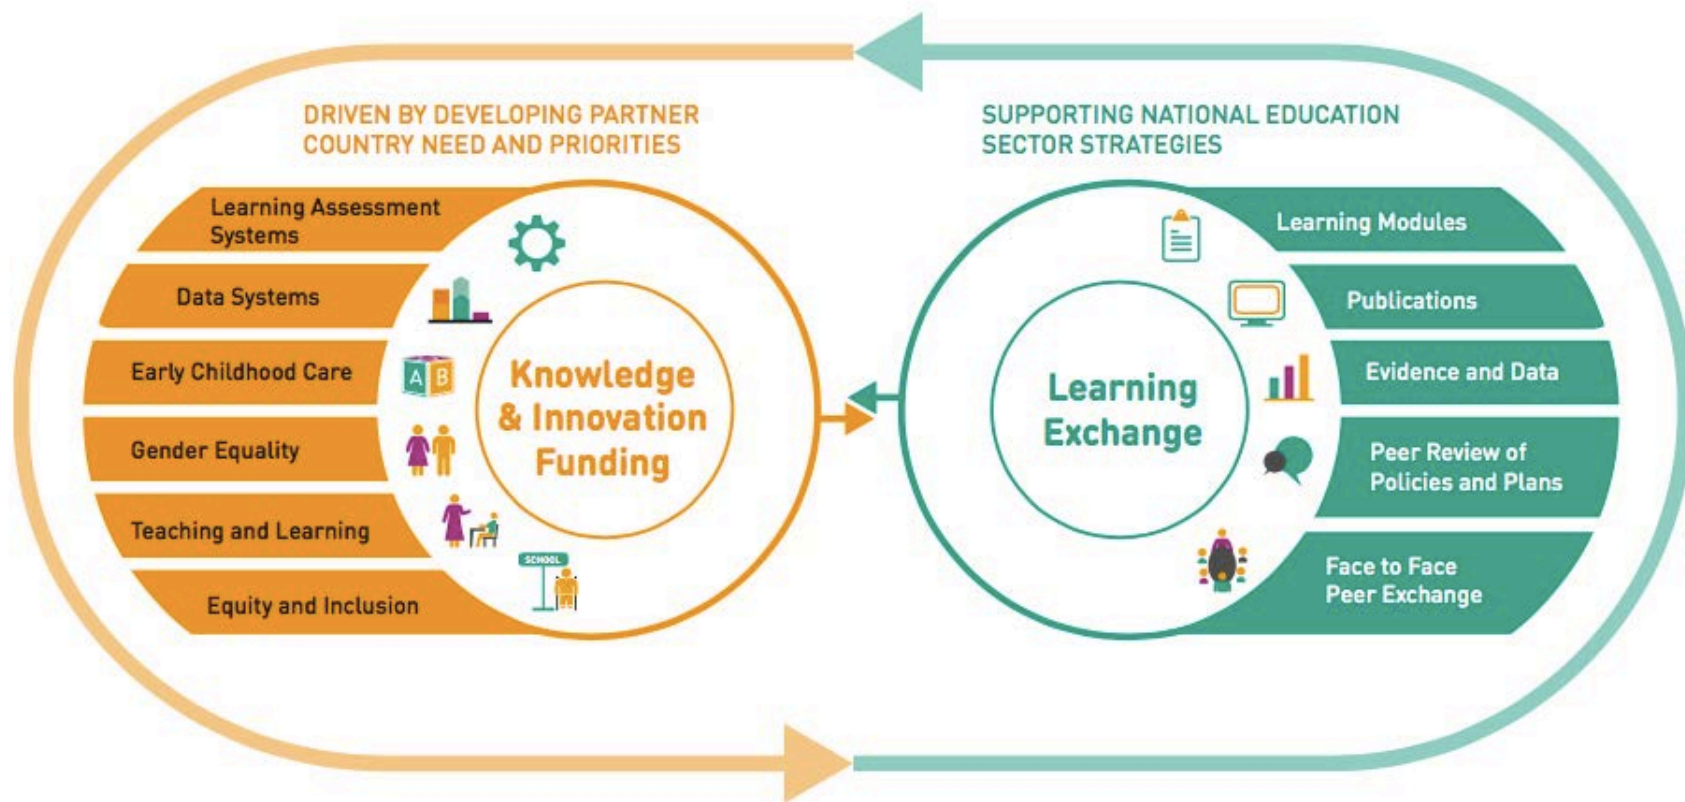 DRIVEN BY DEVELOPING PARTNER
COUNTRY NEED AND PRIORITIES
Learning Assessment
Systems
Data Systems
Early Childhood Care
Gender Equality
Teaching and Learning
Equity and Inclusion
A B
SCHOOL
Knowledge
& Innovation
Funding
SUPPORTING NATIONAL EDUCATION
SECTOR STRATEGIES
Learning
Exchange
Learning Modules
Publications
Evidence and Data
Peer Review of
Policies and Plans
Face to Face
Peer Exchange